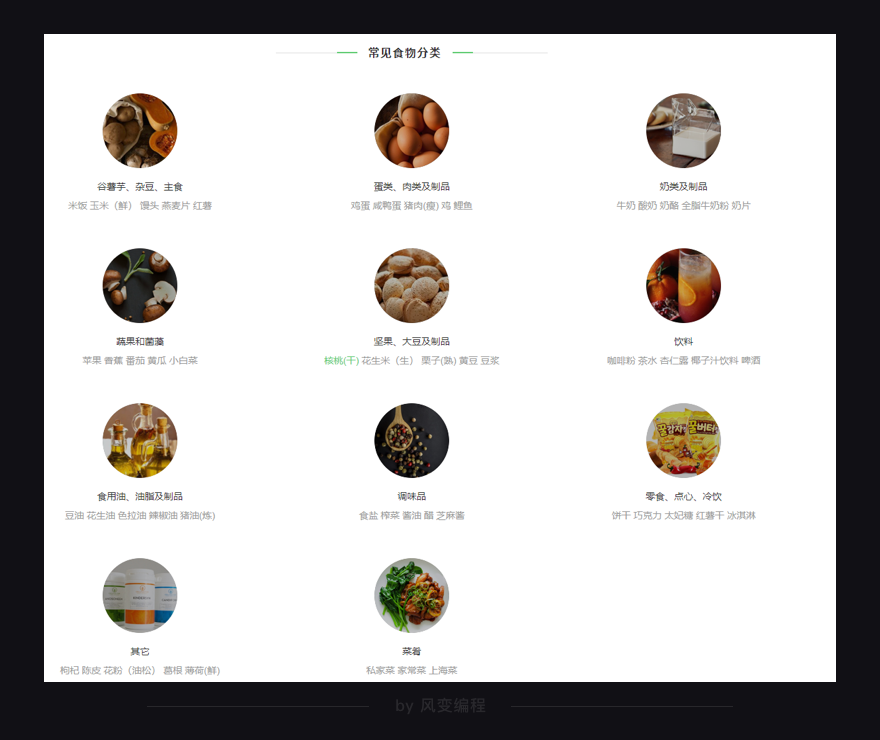 常见食物分类
谷薯芋、杂豆、主食
米饭 玉米（鲜） 馒头 燕麦片 红薯
蛋类、肉类及制品
鸡蛋 咸鸭蛋 猪肉(瘦) 鸡 鲤鱼
奶类及制品
牛奶 酸奶 奶酪 全脂牛奶粉 奶片
蔬果和菌藻
苹果 香蕉 番茄 黄瓜 小白菜
坚果、大豆及制品
核桃(干) 花生米（生） 栗子(熟) 黄豆 豆浆
饮料
咖啡粉 茶水 杏仁露 椰子汁饮料 啤酒
食用油、油脂及制品
豆油 花生油 色拉油 辣椒油 猪油(炼)
调味品
食盐 榨菜 酱油 醋 芝麻酱
꿀감자 꿀버터
零食、点心、冷饮
饼干 巧克力 太妃糖 红薯干 冰淇淋
其它
枸杞 陈皮 花粉（油松） 葛根 薄荷(鲜)
菜肴
私家菜 家常菜 上海菜
by 风变编程